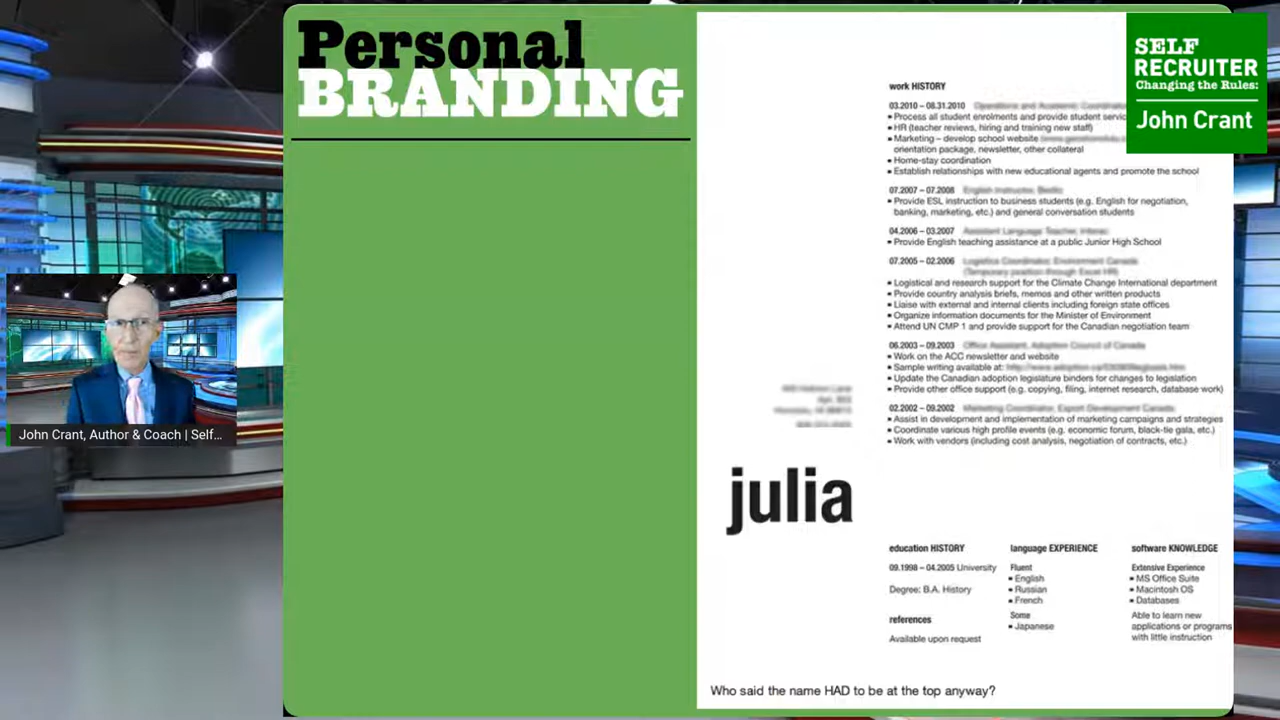 Personal
BRANDING
SELF
RECRUITER
Changing the Rules:
John Crant
work HISTORY
03.2010 – 08.31.2010
▪ Process all student enrolments and provide student servic
▪ HR (teacher reviews, hiring and training new staff)
▪ Marketing – develop school website
orientation package, newsletter, other collateral
▪ Home-stay coordination
▪ Establish relationships with new educational agents and promote the school
07.2007 – 07.2008
▪ Provide ESL instruction to business students (e.g. English for negotiation,
banking, marketing, etc.) and general conversation students
04.2006 – 03.2007
▪ Provide English teaching assistance at a public Junior High School
07.2005 – 02.2006
▪ Logistical and research support for the Climate Change International department
▪ Provide country analysis briefs, memos and other written products
▪ Liaise with external and internal clients including foreign state offices
▪ Organize information documents for the Minister of Environment
▪ Attend UN CMP 1 and provide support for the Canadian negotiation team
06.2003 – 09.2003
▪ Work on the ACC newsletter and website
▪ Sample writing available at:
▪ Update the Canadian adoption legislature binders for changes to legislation
▪ Provide other office support (e.g. copying, filing, internet research, database work)
02.2002 – 09.2002
▪ Assist in development and implementation of marketing campaigns and strategies
▪ Coordinate various high profile events (e.g. economic forum, black-tie gala, etc.)
▪ Work with vendors (including cost analysis, negotiation of contracts, etc.)
julia
education HISTORY
09.1998 – 04.2005 University
Degree: B.A. History
references
Available upon request
language EXPERIENCE
Fluent
▪ English
▪ Russian
▪ French
Some
▪ Japanese
software KNOWLEDGE
Extensive Experience
▪ MS Office Suite
▪ Macintosh OS
▪ Databases
Able to learn new
applications or programs
with little instruction
Who said the name HAD to be at the top anyway?
John Crant, Author & Coach | Self...